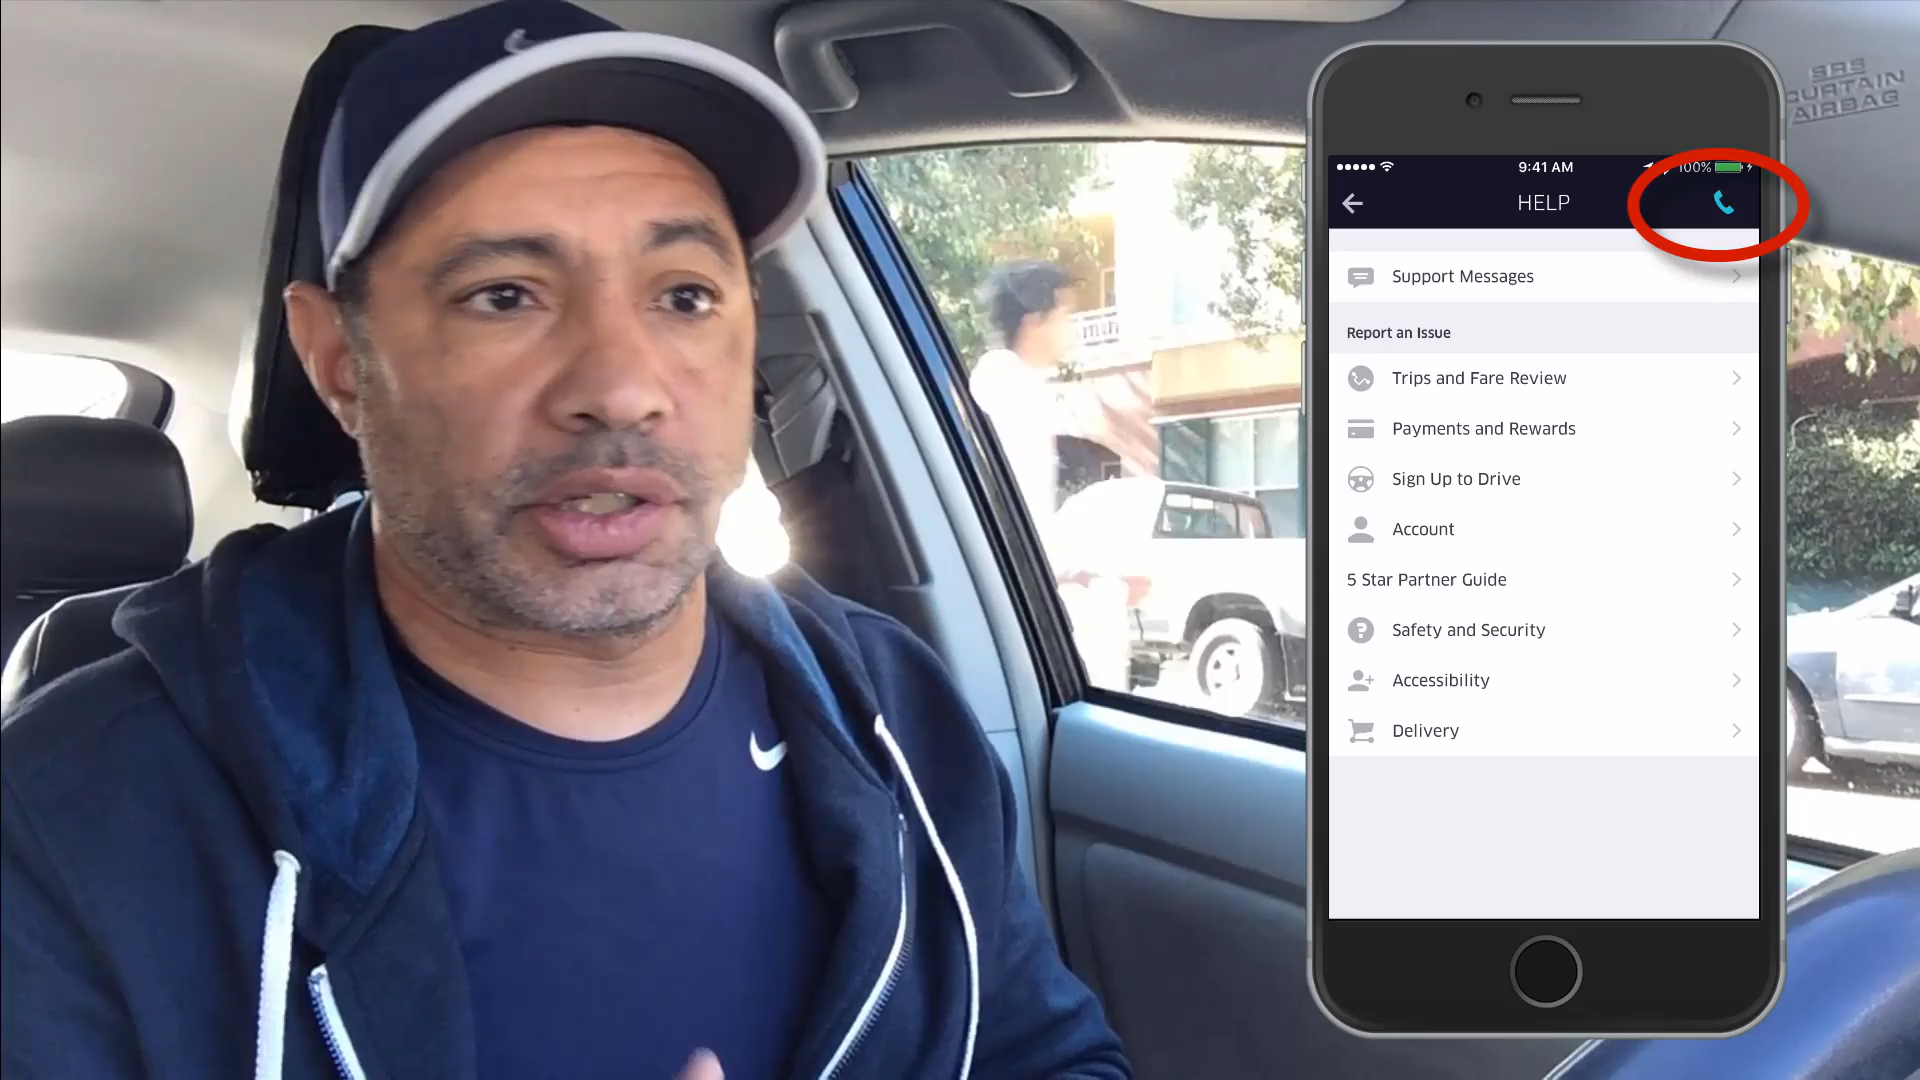 SRS
CURTAIN
AIRBAG
9:41 AM
100%
HELP
Support Messages
Report an Issue
Trips and Fare Review
Payments and Rewards
Sign Up to Drive
Account
5 Star Partner Guide
Safety and Security
Accessibility
Delivery